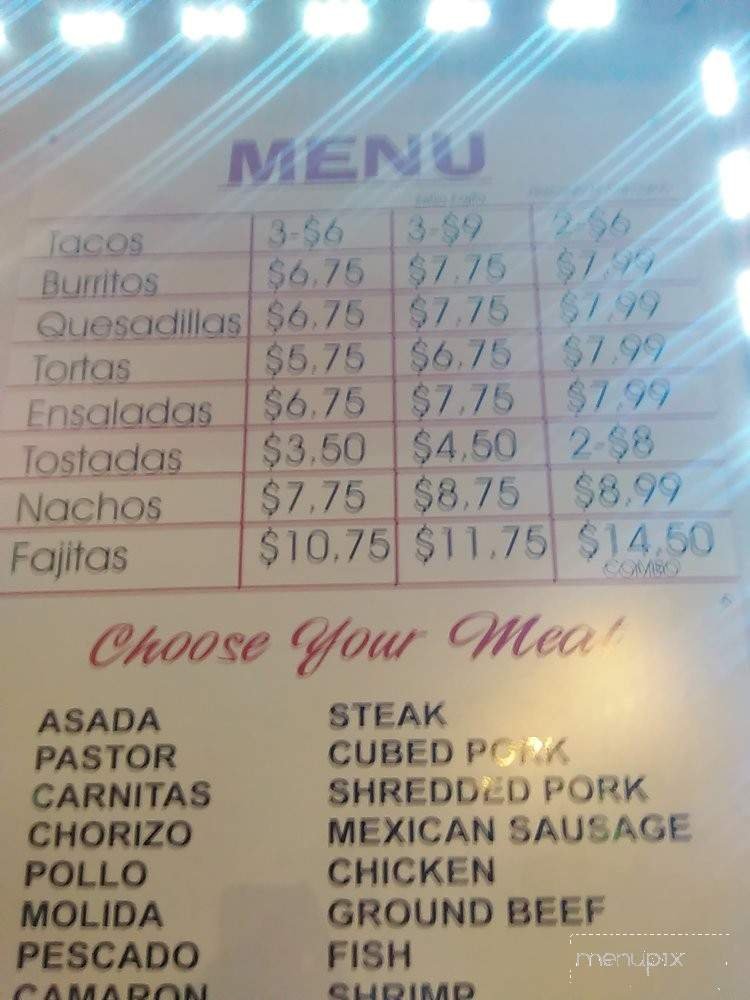 MENU
Tacos 3-$6 3-$9 2-$6
Burritos $6.75 $7.75 $7.99
Quesadillas $6.75 $7.75 $7.99
Tortas $5.75 $6.75 $7.99
Ensaladas $6.75 $7.75 $7.99
Tostadas $3.50 $4.50 2-$8
Nachos $7.75 $8.75 $8.99
Fajitas $10.75 $11.75 $14.50
COMBO
Choose Your Meat
ASADA STEAK
PASTOR CUBED PORK
CARNITAS SHREDDED PORK
CHORIZO MEXICAN SAUSAGE
POLLO CHICKEN
MOLIDA GROUND BEEF
PESCADO FISH
menupix
CAMARON SHRIMP